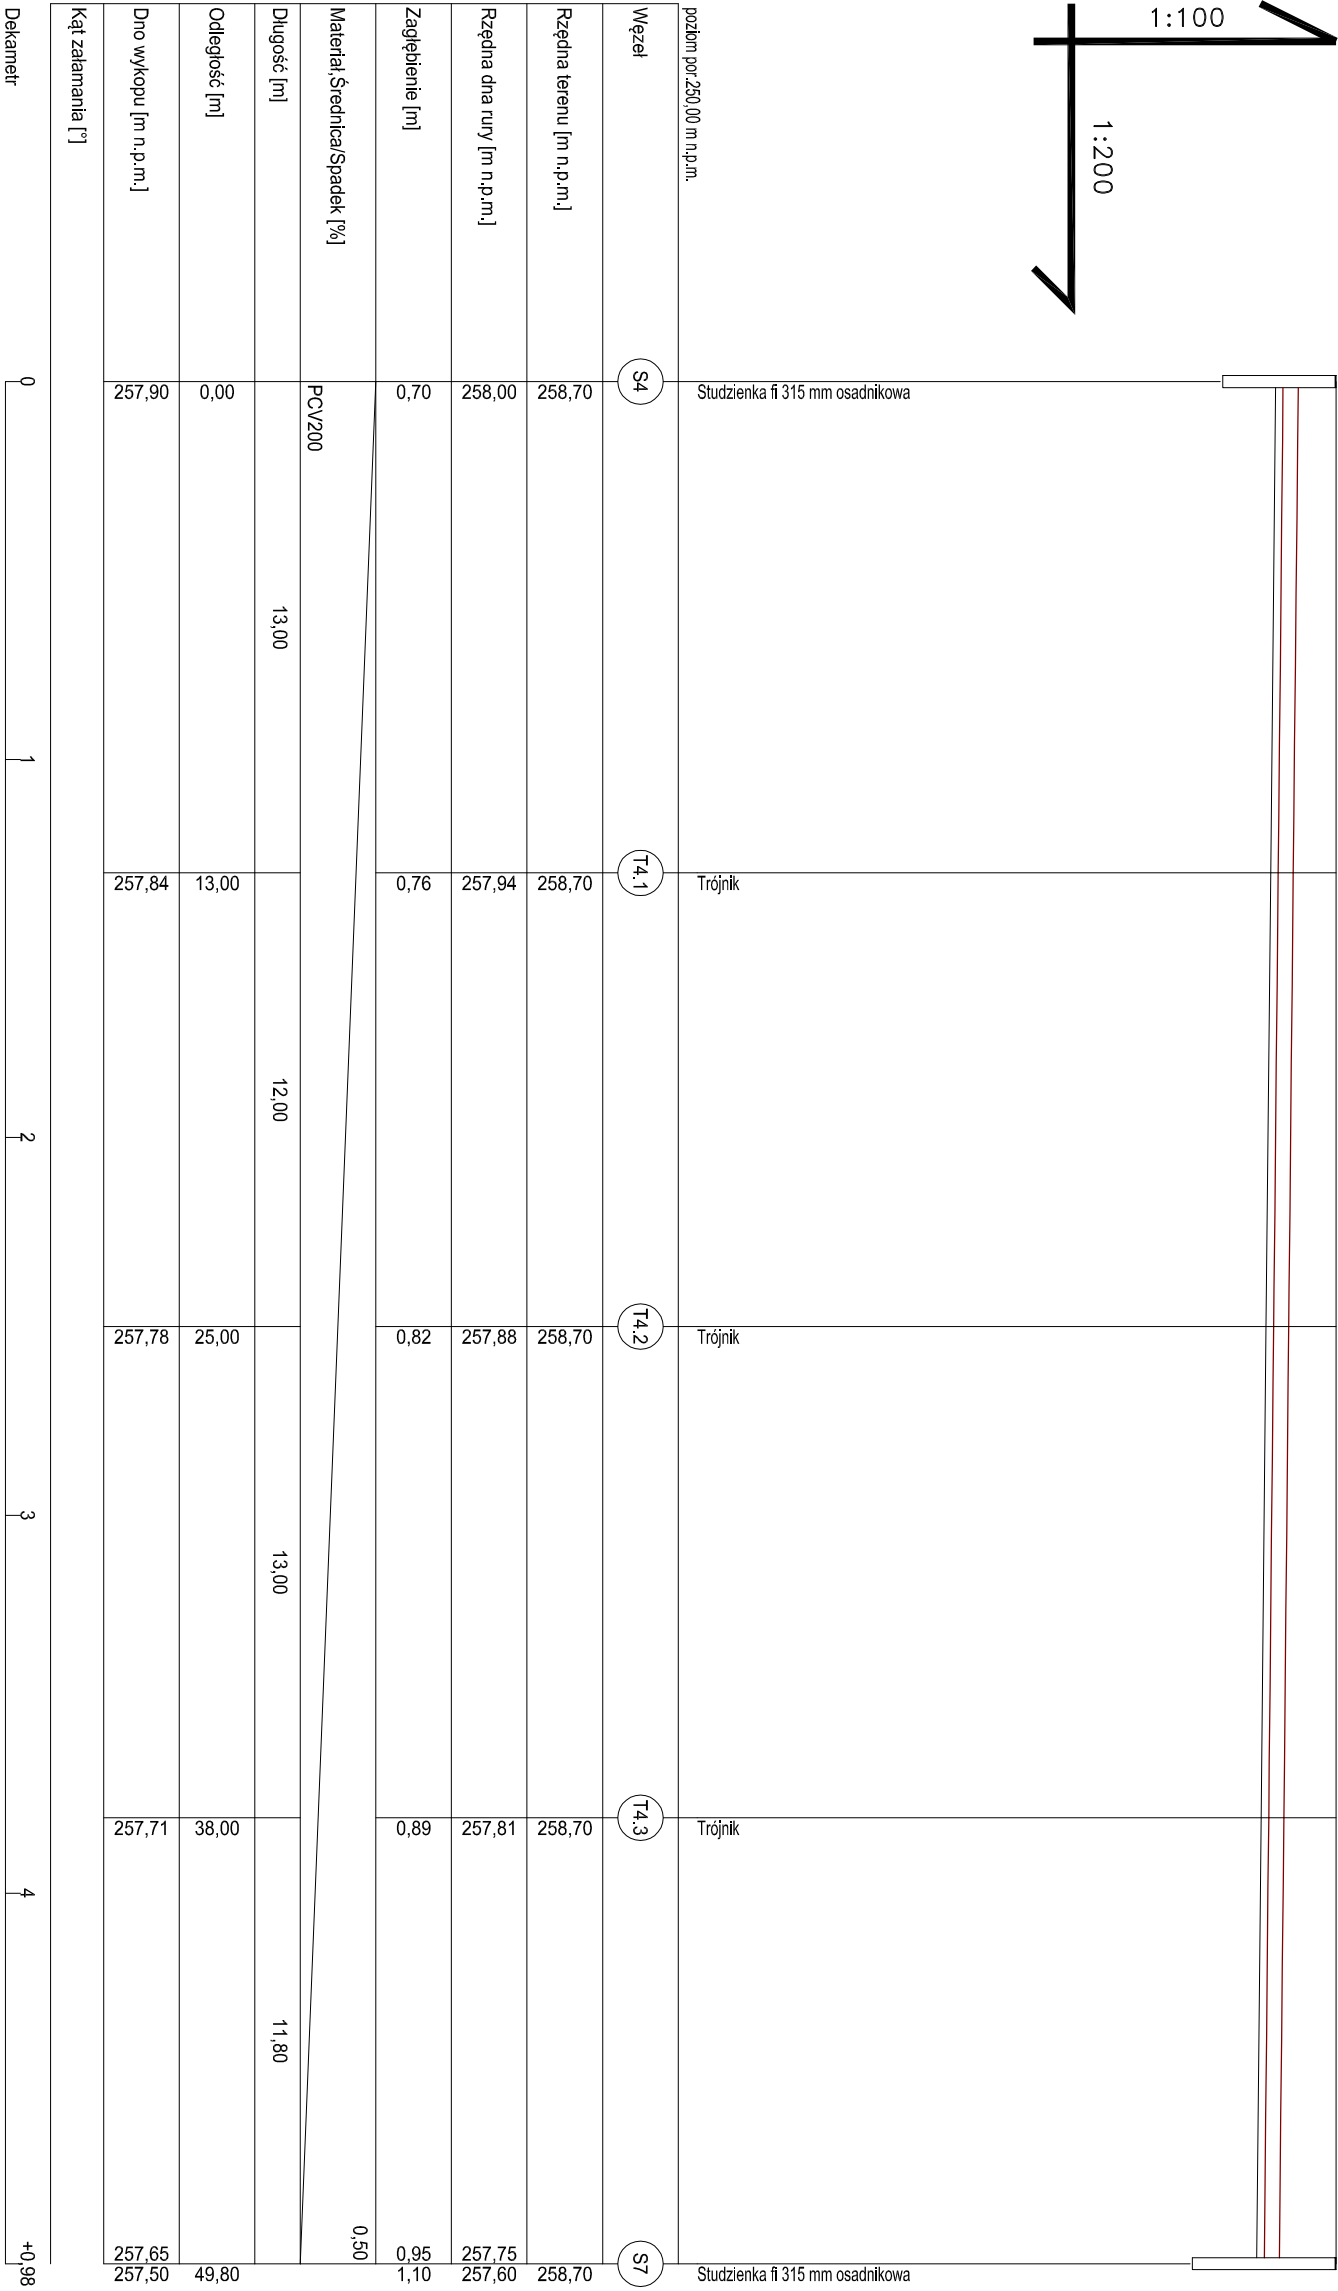 1:100
1:200
poziom por.250,00 m n.p.m.
Studzienka fi 315 mm osadnikowa
Trójnik
Trójnik
Trójnik
Studzienka fi 315 mm osadnikowa
Węzeł S4 T4.1 T4.2 T4.3 S7
Rzędna terenu [m n.p.m.] 258,70 258,70 258,70 258,70 258,70
Rzędna dna rury [m n.p.m.] 258,00 257,94 257,88 257,81 257,75 257,60
Zagłębienie [m] 0,70 0,76 0,82 0,89 0,95 1,10
Materiał,Średnica/Spadek [%] PCV200 0,50
Długość [m] 13,00 12,00 13,00 11,80
Odległość [m] 0,00 13,00 25,00 38,00 49,80
Dno wykopu [m n.p.m.] 257,90 257,84 257,78 257,71 257,65 257,50
Kąt załamania [°]
Dekametr 0 1 2 3 4 +0,98